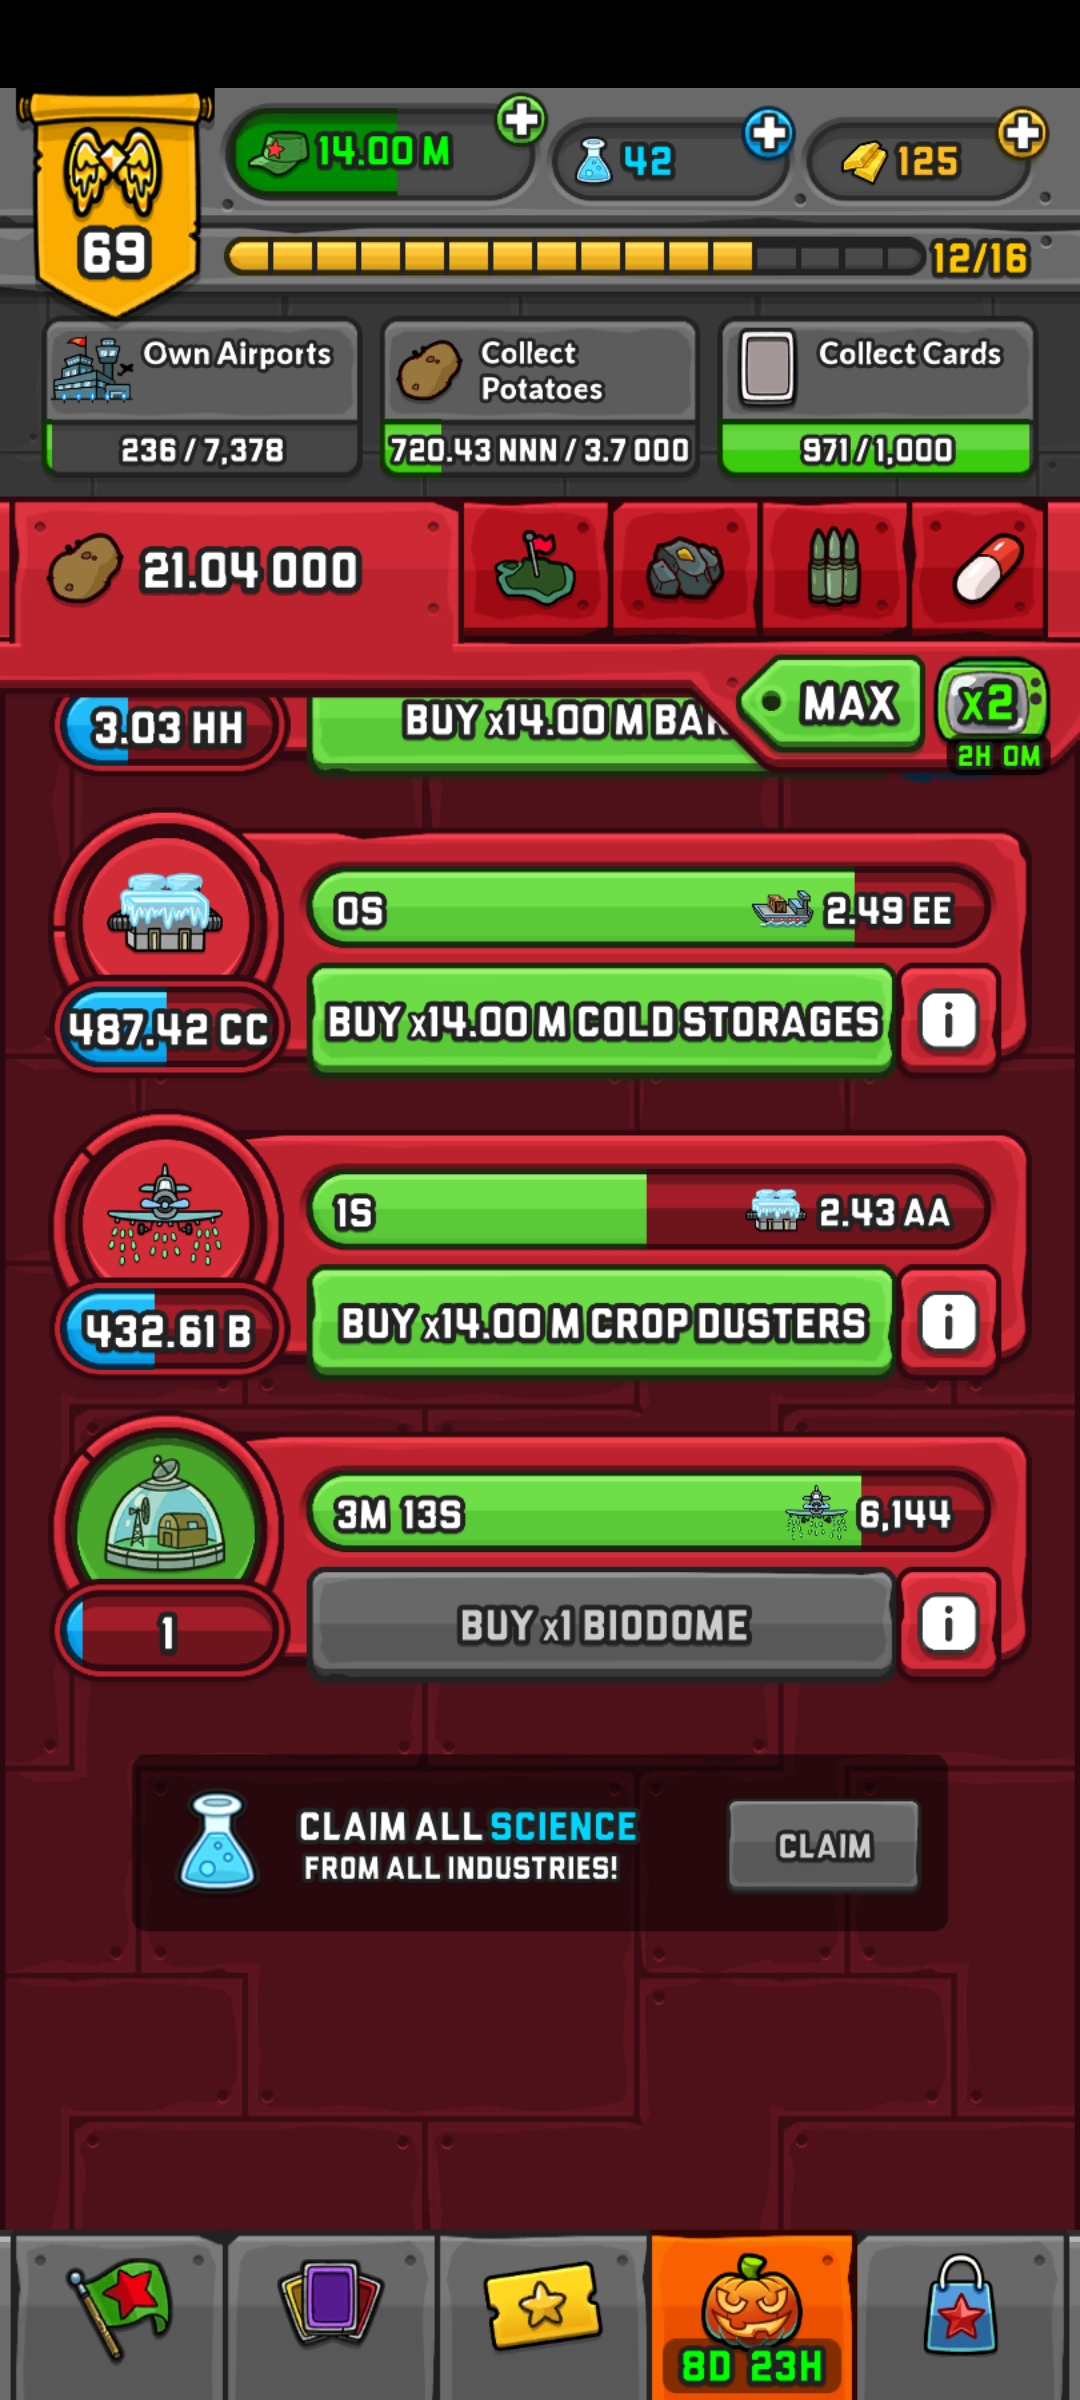 69
14.00 M
42
125
12/16
Own Airports
236 / 7,378
Collect
Potatoes
720.43 NNN / 3.7 OOO
Collect Cards
971 / 1,000
21.04 OOO
MAX
x2
2H 0M
3.03 HH
BUY x14.00 M BAR
0S
2.49 EE
487.42 CC
BUY x14.00 M COLD STORAGES
i
1S
2.43 AA
432.61 B
BUY x14.00 M CROP DUSTERS
i
3M 13S
6,144
1
BUY x1 BIODOME
i
CLAIM ALL SCIENCE
FROM ALL INDUSTRIES!
CLAIM
8D 23H